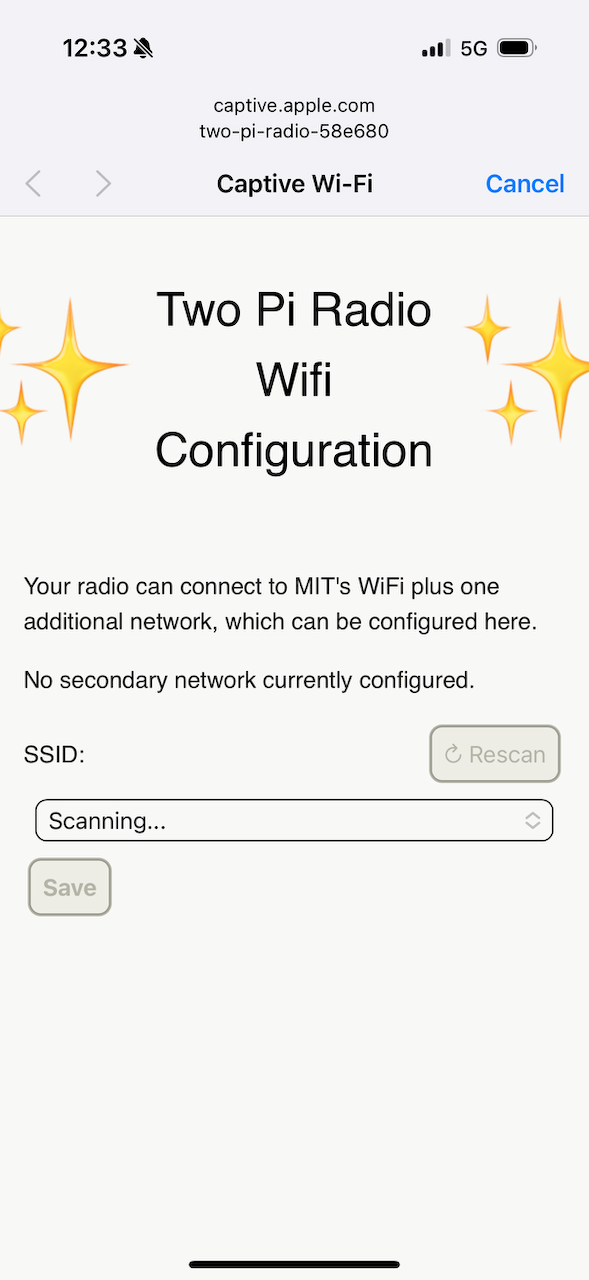 12:33
5G
captive.apple.com
two-pi-radio-58e680
Captive Wi-Fi
Cancel
Two Pi Radio
Wifi
Configuration
Your radio can connect to MIT's WiFi plus one
additional network, which can be configured here.
No secondary network currently configured.
SSID:
Rescan
Scanning...
Save